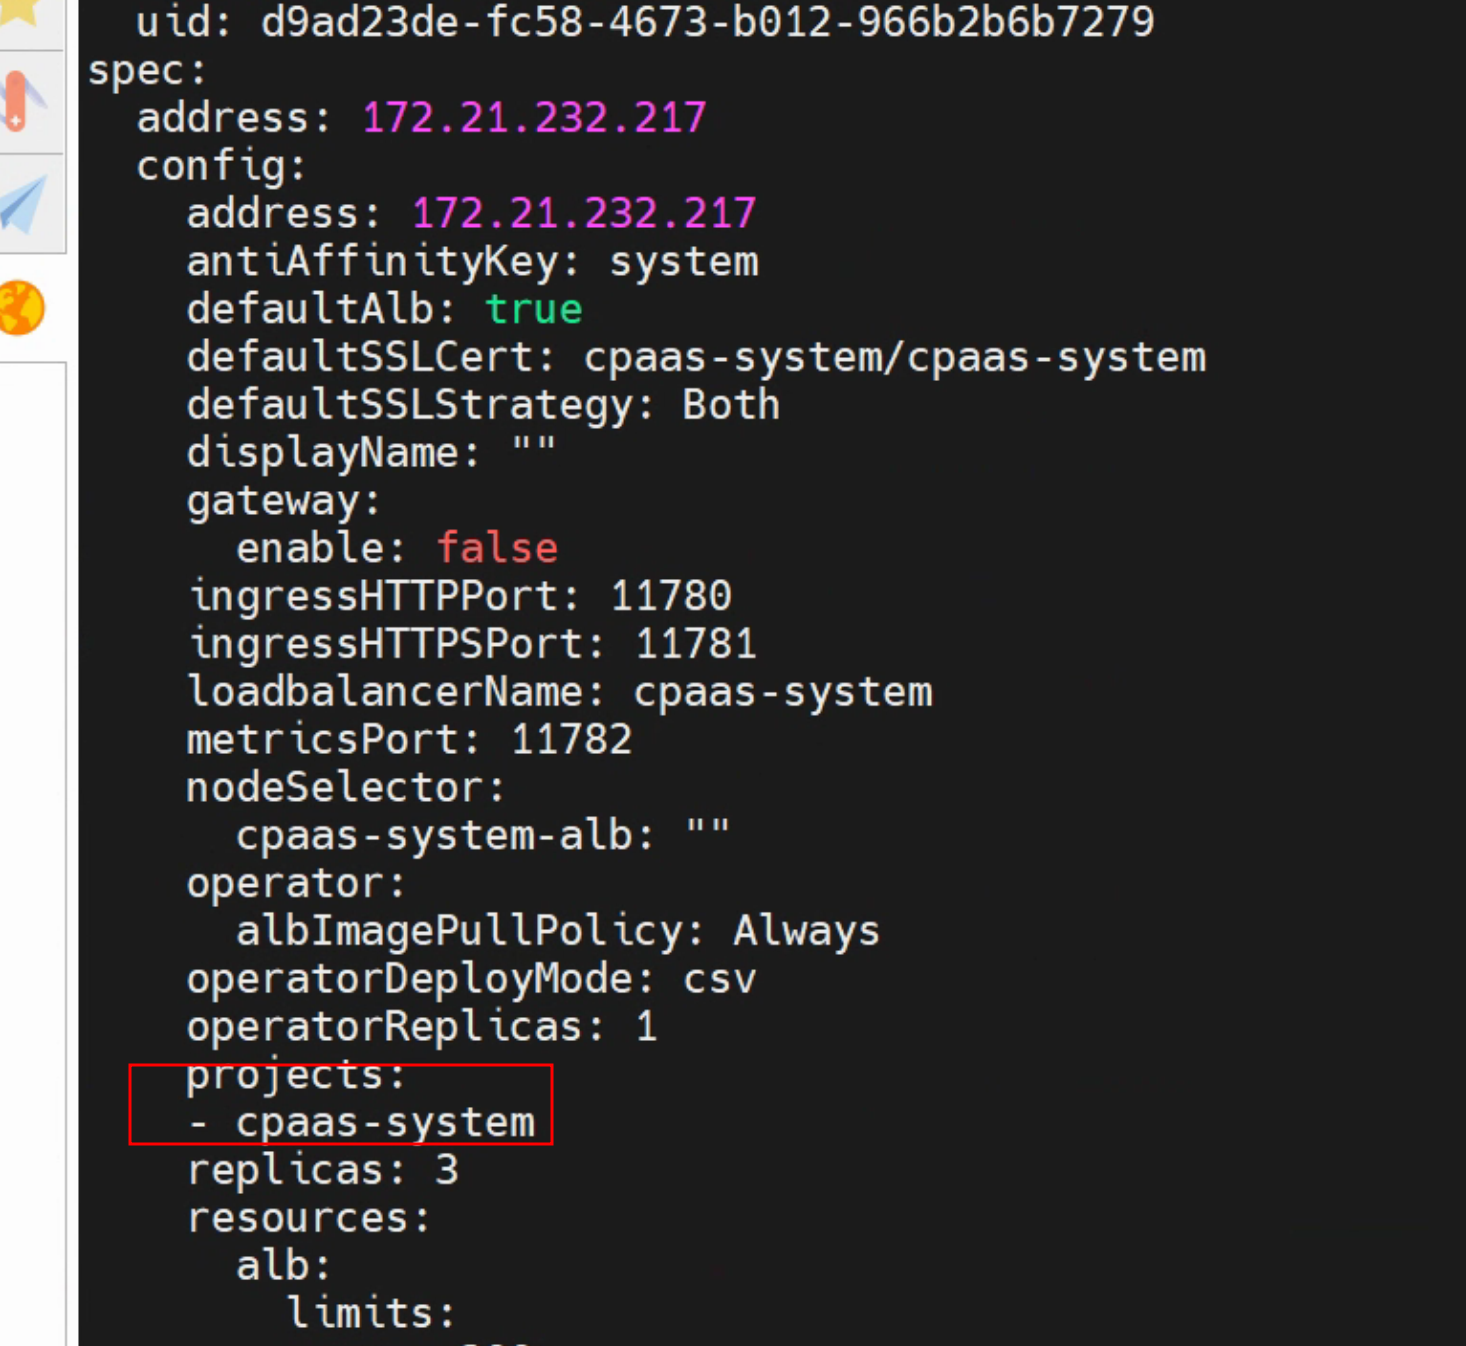 uid: d9ad23de-fc58-4673-b012-966b2b6b7279
spec:
address: 172.21.232.217
config:
address: 172.21.232.217
antiAffinityKey: system
defaultAlb: true
defaultSSLCert: cpaas-system/cpaas-system
defaultSSLStrategy: Both
displayName: ""
gateway:
enable: false
ingressHTTPPort: 11780
ingressHTTPSPort: 11781
loadbalancerName: cpaas-system
metricsPort: 11782
nodeSelector:
cpaas-system-alb: ""
operator:
albImagePullPolicy: Always
operatorDeployMode: csv
operatorReplicas: 1
projects:
- cpaas-system
replicas: 3
resources:
alb:
limits: